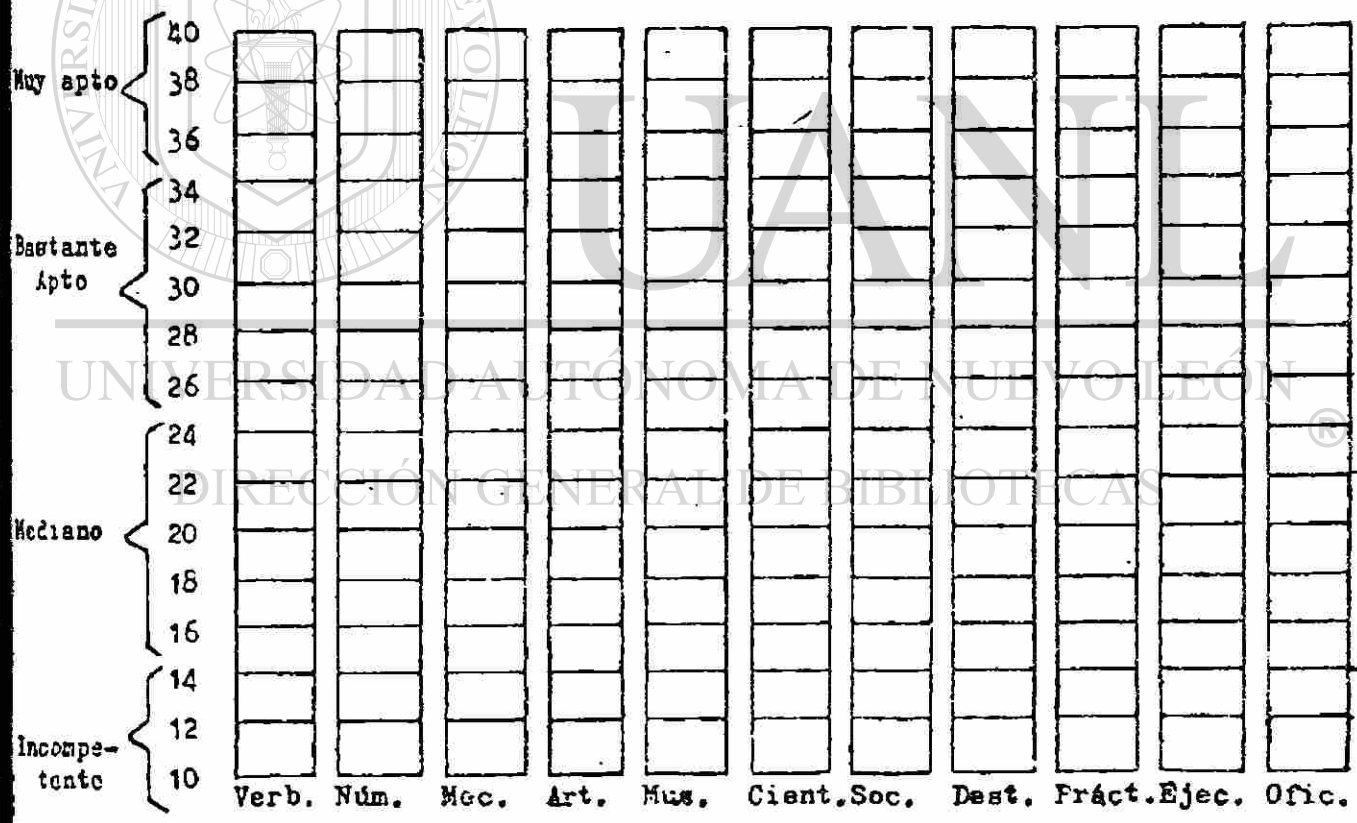 40
Muy apto 38
36
34
Bastante 32
Apto 30
28
26
24
22
Mediano 20
18
16
14
12
Incompe-
tente 10
Verb. Núm. Mec. Art. Mus. Cient. Soc. Dest. Práct. Ejec. Ofic.
UANL
UNIVERSIDAD AUTÓNOMA DE NUEVO LEÓN
®
DIRECCIÓN GENERAL DE BIBLIOTECAS